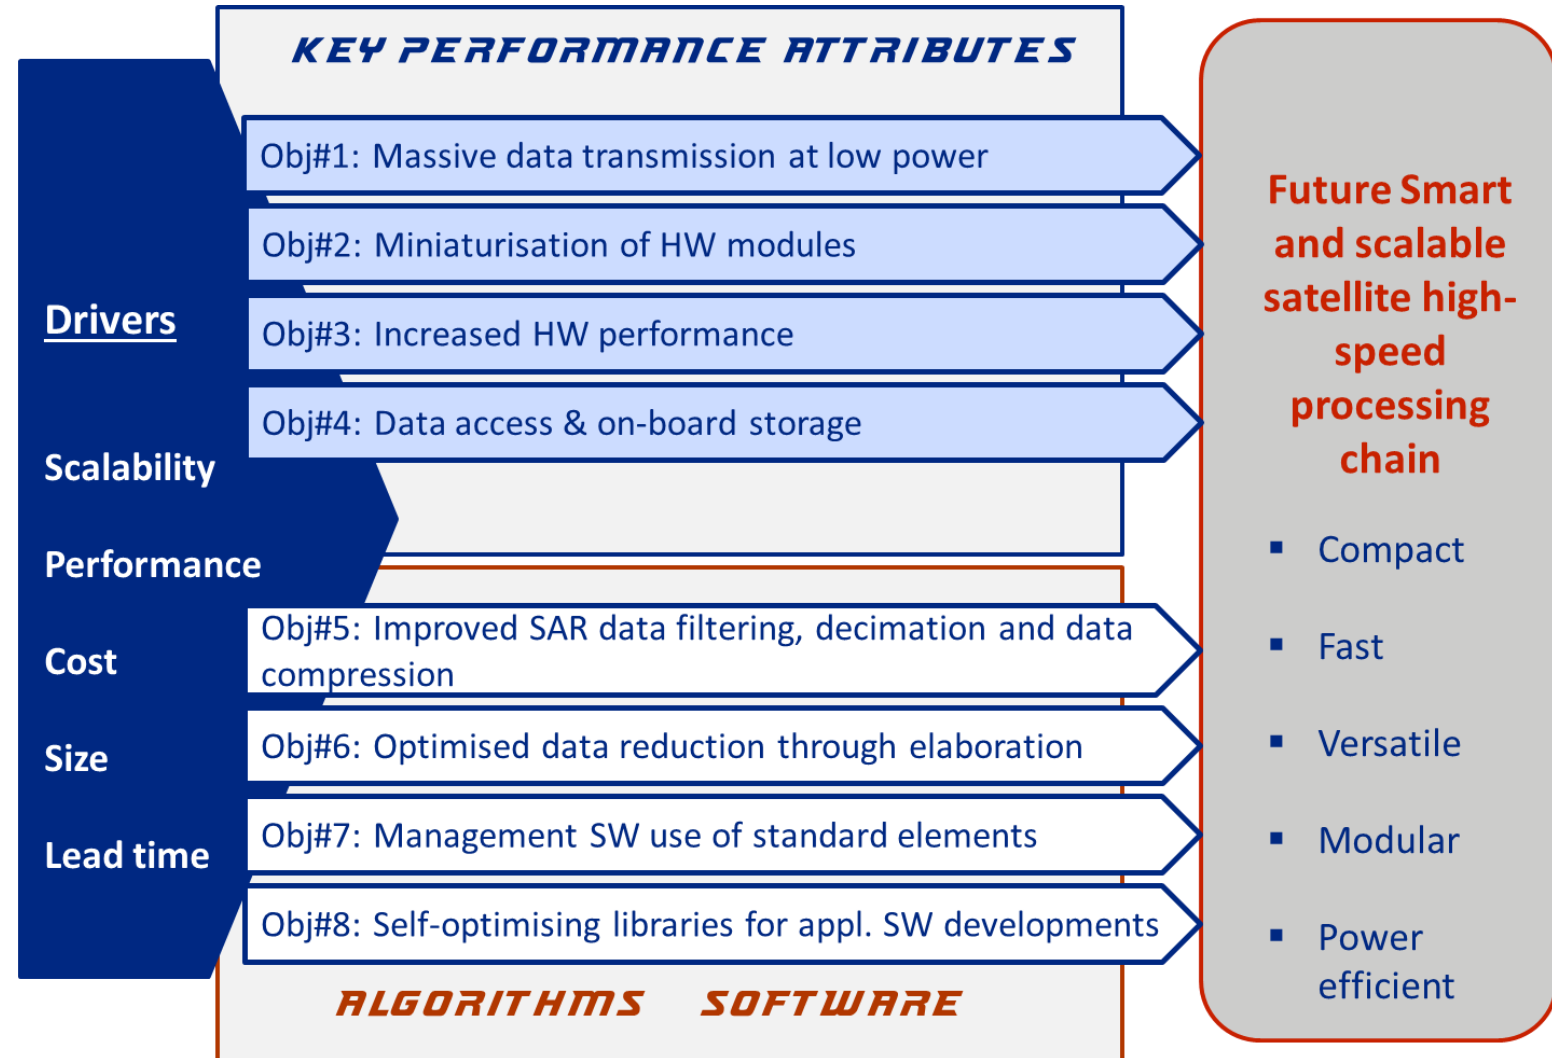 KEY PERFORMANCE ATTRIBUTES
Drivers
Scalability
Performance
Cost
Size
Lead time
Obj#1: Massive data transmission at low power
Obj#2: Miniaturisation of HW modules
Obj#3: Increased HW performance
Obj#4: Data access & on-board storage
Obj#5: Improved SAR data filtering, decimation and data
compression
Obj#6: Optimised data reduction through elaboration
Obj#7: Management SW use of standard elements
Obj#8: Self-optimising libraries for appl. SW developments
ALGORITHMS SOFTWARE
Future Smart
and scalable
satellite high-
speed
processing
chain
▪ Compact
▪ Fast
▪ Versatile
▪ Modular
▪ Power
efficient